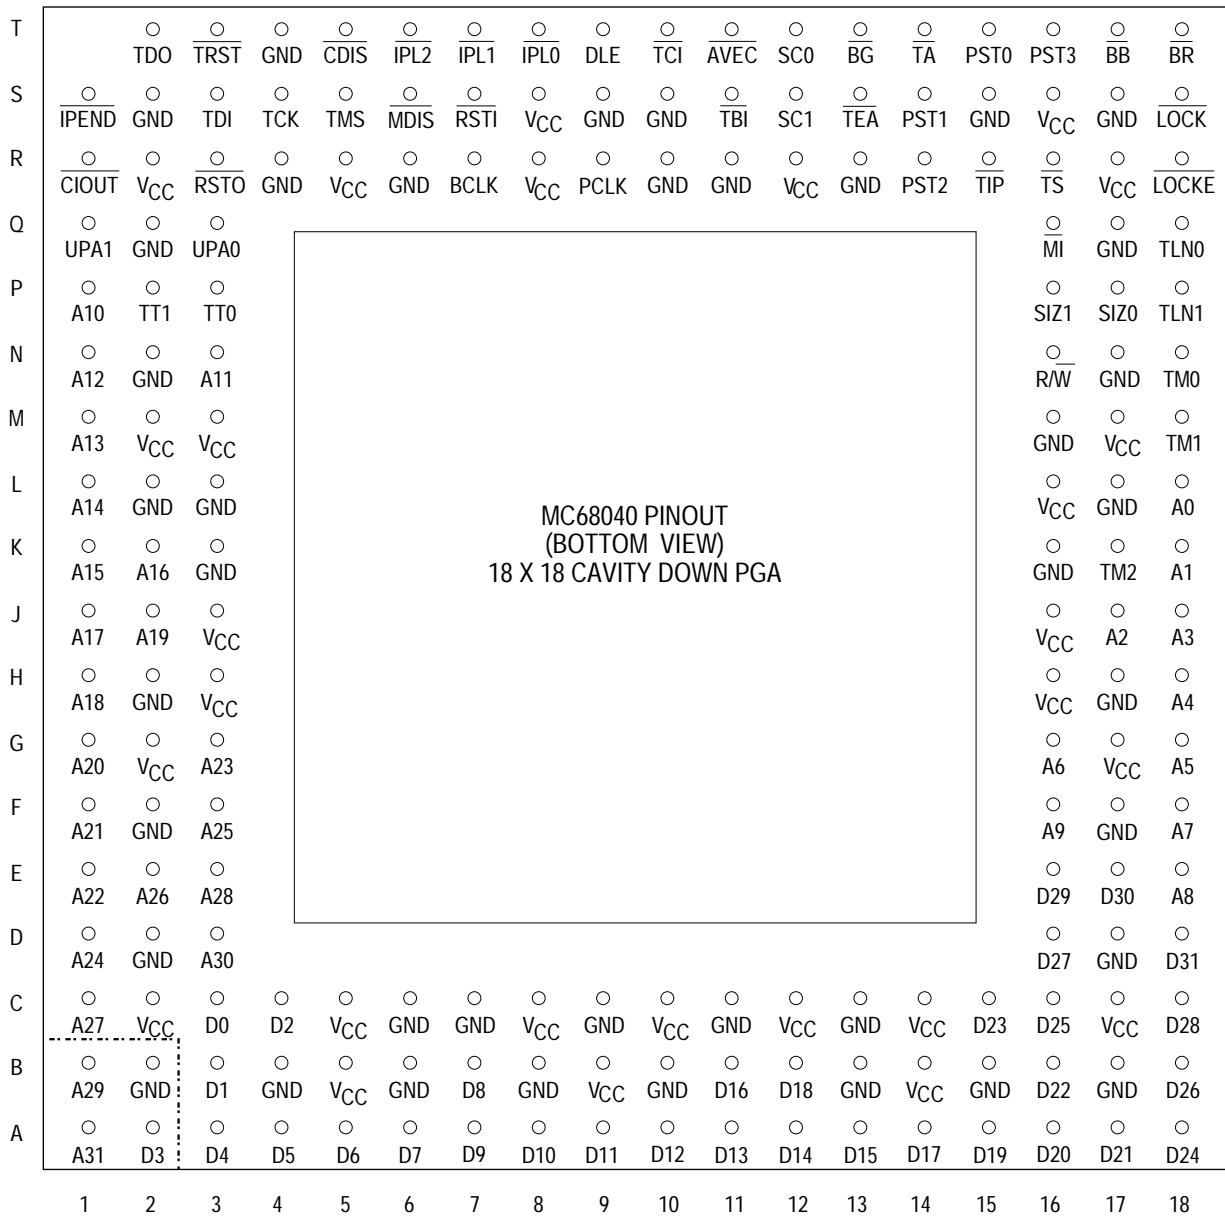 T
TDO TRST GND CDIS IPL2 IPL1 IPL0 DLE TCI AVEC SC0 BG TA PST0 PST3 BB BR
S
IPEND GND TDI TCK TMS MDIS RSTI VCC GND GND TBI SC1 TEA PST1 GND VCC GND LOCK
R
CIOUT VCC RSTO GND VCC GND BCLK VCC PCLK GND GND VCC GND PST2 TIP TS VCC LOCKE
Q
UPA1 GND UPA0 MI GND TLN0
P
A10 TT1 TT0 SIZ1 SIZ0 TLN1
N
A12 GND A11 R/W GND TM0
M
A13 VCC VCC GND VCC TM1
L
A14 GND GND VCC GND A0
MC68040 PINOUT
(BOTTOM VIEW)
18 X 18 CAVITY DOWN PGA
K
A15 A16 GND GND TM2 A1
J
A17 A19 VCC VCC A2 A3
H
A18 GND VCC VCC GND A4
G
A20 VCC A23 A6 VCC A5
F
A21 GND A25 A9 GND A7
E
A22 A26 A28 D29 D30 A8
D
A24 GND A30 D27 GND D31
C
A27 VCC D0 D2 VCC GND GND VCC GND VCC GND VCC GND VCC D23 D25 VCC D28
B
A29 GND D1 GND VCC GND D8 GND VCC GND D16 D18 GND VCC GND D22 GND D26
A
A31 D3 D4 D5 D6 D7 D9 D10 D11 D12 D13 D14 D15 D17 D19 D20 D21 D24
1 2 3 4 5 6 7 8 9 10 11 12 13 14 15 16 17 18